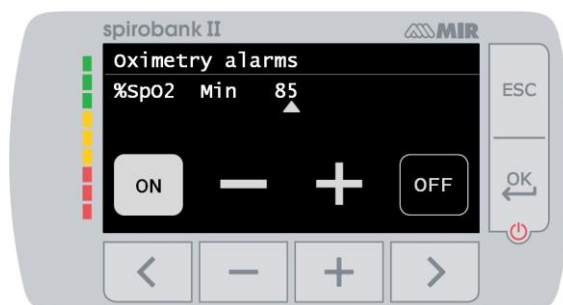 spirobank II
MIR
Oximetry alarms
%SpO2 Min 85
ON
OFF
ESC
OK